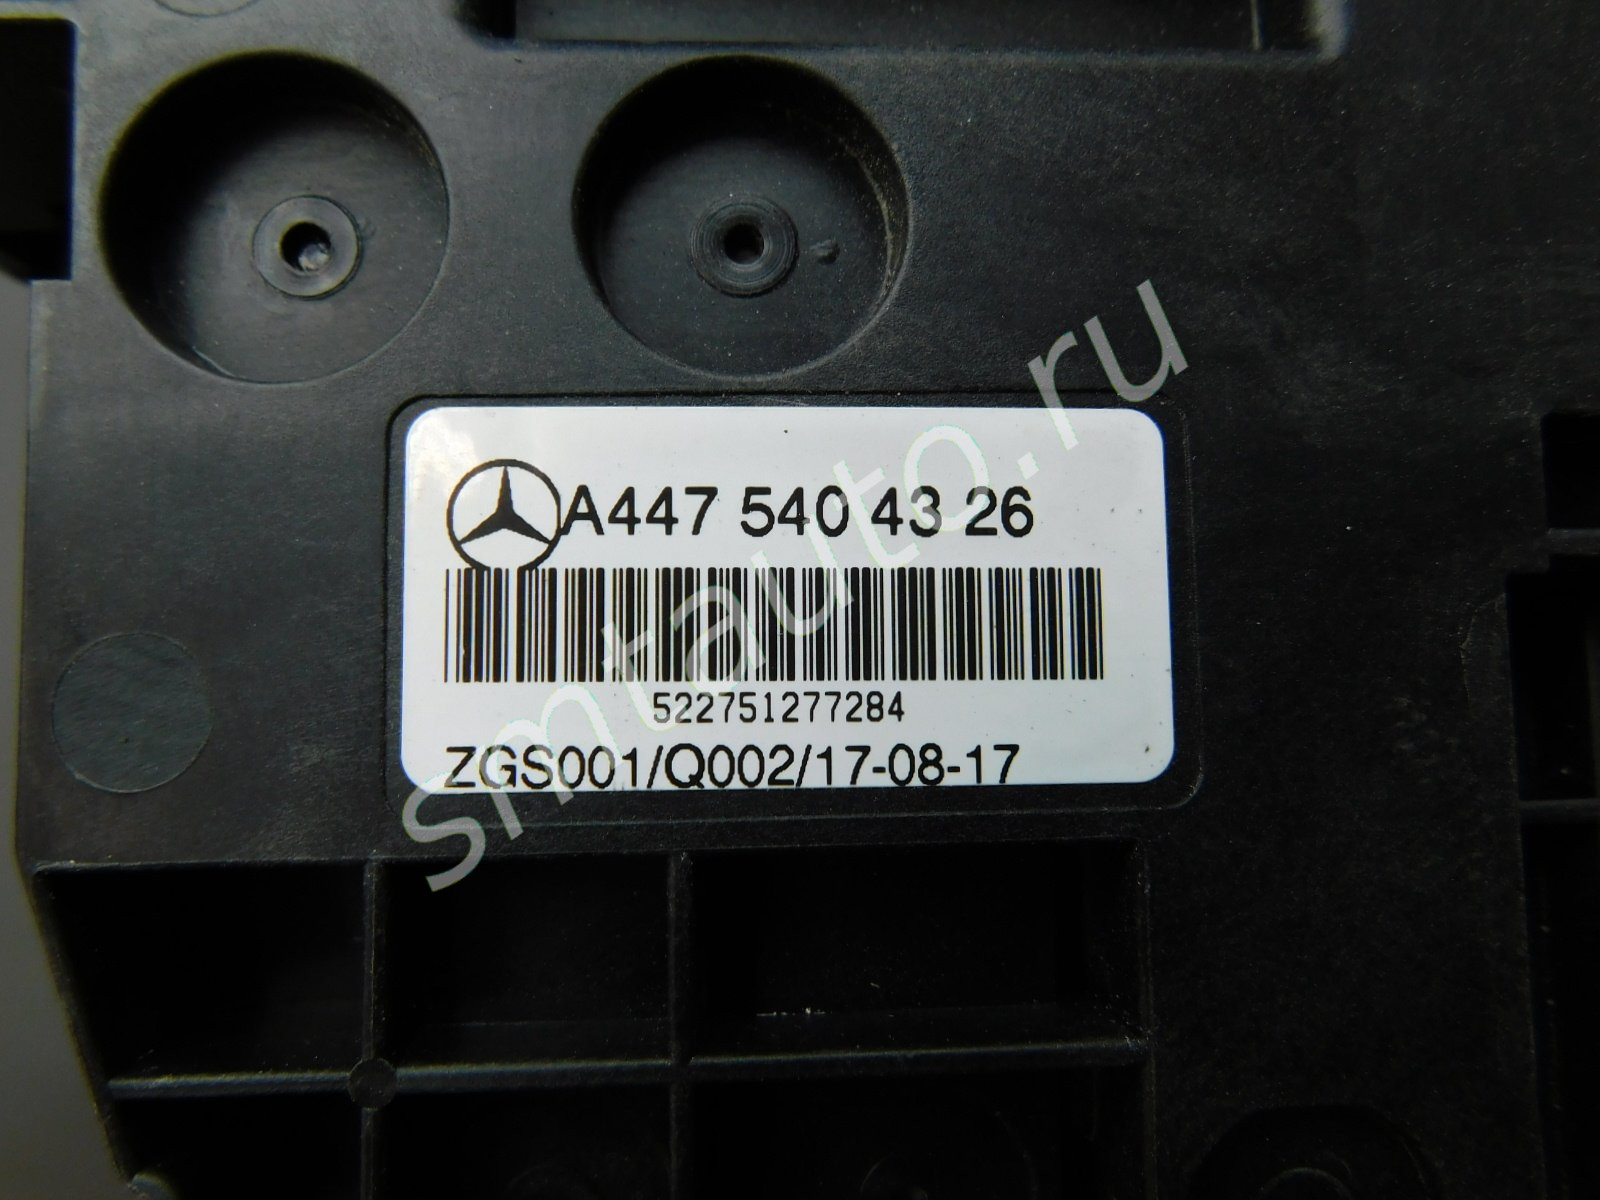 A447 540 43 26
522751277284
ZGS001/Q002/17-08-17
smtauto.ru